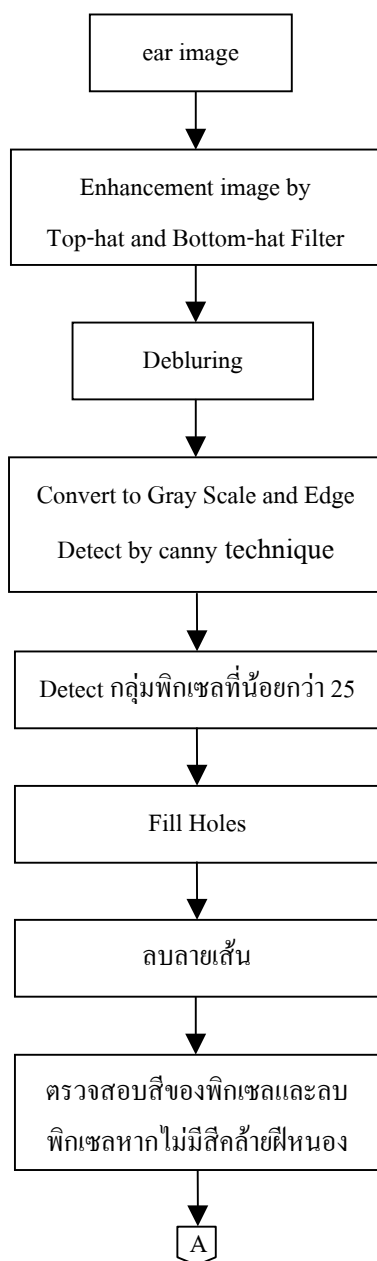 ear image
Enhancement image by
Top-hat and Bottom-hat Filter
Debluring
Convert to Gray Scale and Edge
Detect by canny technique
Detect กลุ่มพิกเซลที่น้อยกว่า 25
Fill Holes
ลบลายเส้น
ตรวจสอบสีของพิกเซลและลบ
พิกเซลหากไม่มีสีคล้ายฝีหนอง
A